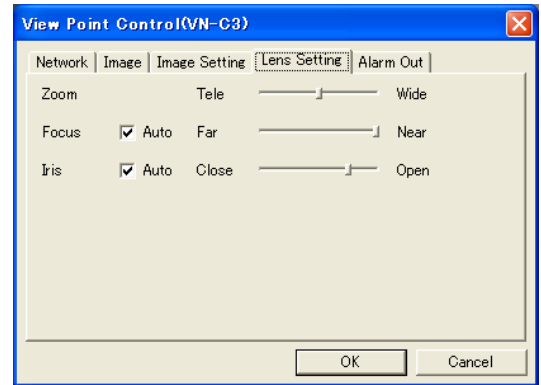 View Point Control(VN-C3)
Network Image Image Setting Lens Setting Alarm Out
Zoom Tele Wide
Focus Auto Far Near
Iris Auto Close Open
OK Cancel